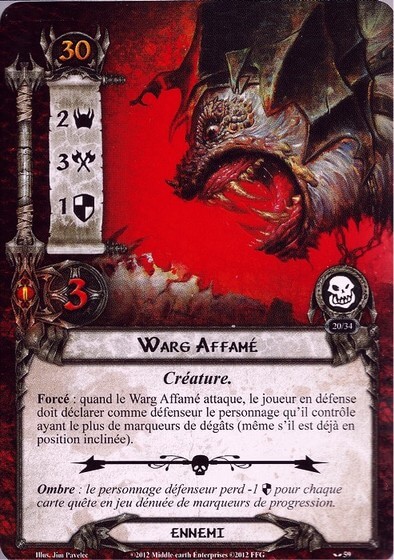 30
2
3
1
3
20/34
WARG AFFAMÉ
Créature.
Forcé : quand le Warg Affamé attaque, le joueur en défense
doit déclarer comme défenseur le personnage qu'il contrôle
ayant le plus de marqueurs de dégâts (même s'il est déjà en
position inclinée).
Ombre : le personnage défenseur perd -1 pour chaque
carte quête en jeu dénuée de marqueurs de progression.
ENNEMI
Illus. Jim Pavelec
©2012 Middle-earth Enterprises ©2012 FFG
59